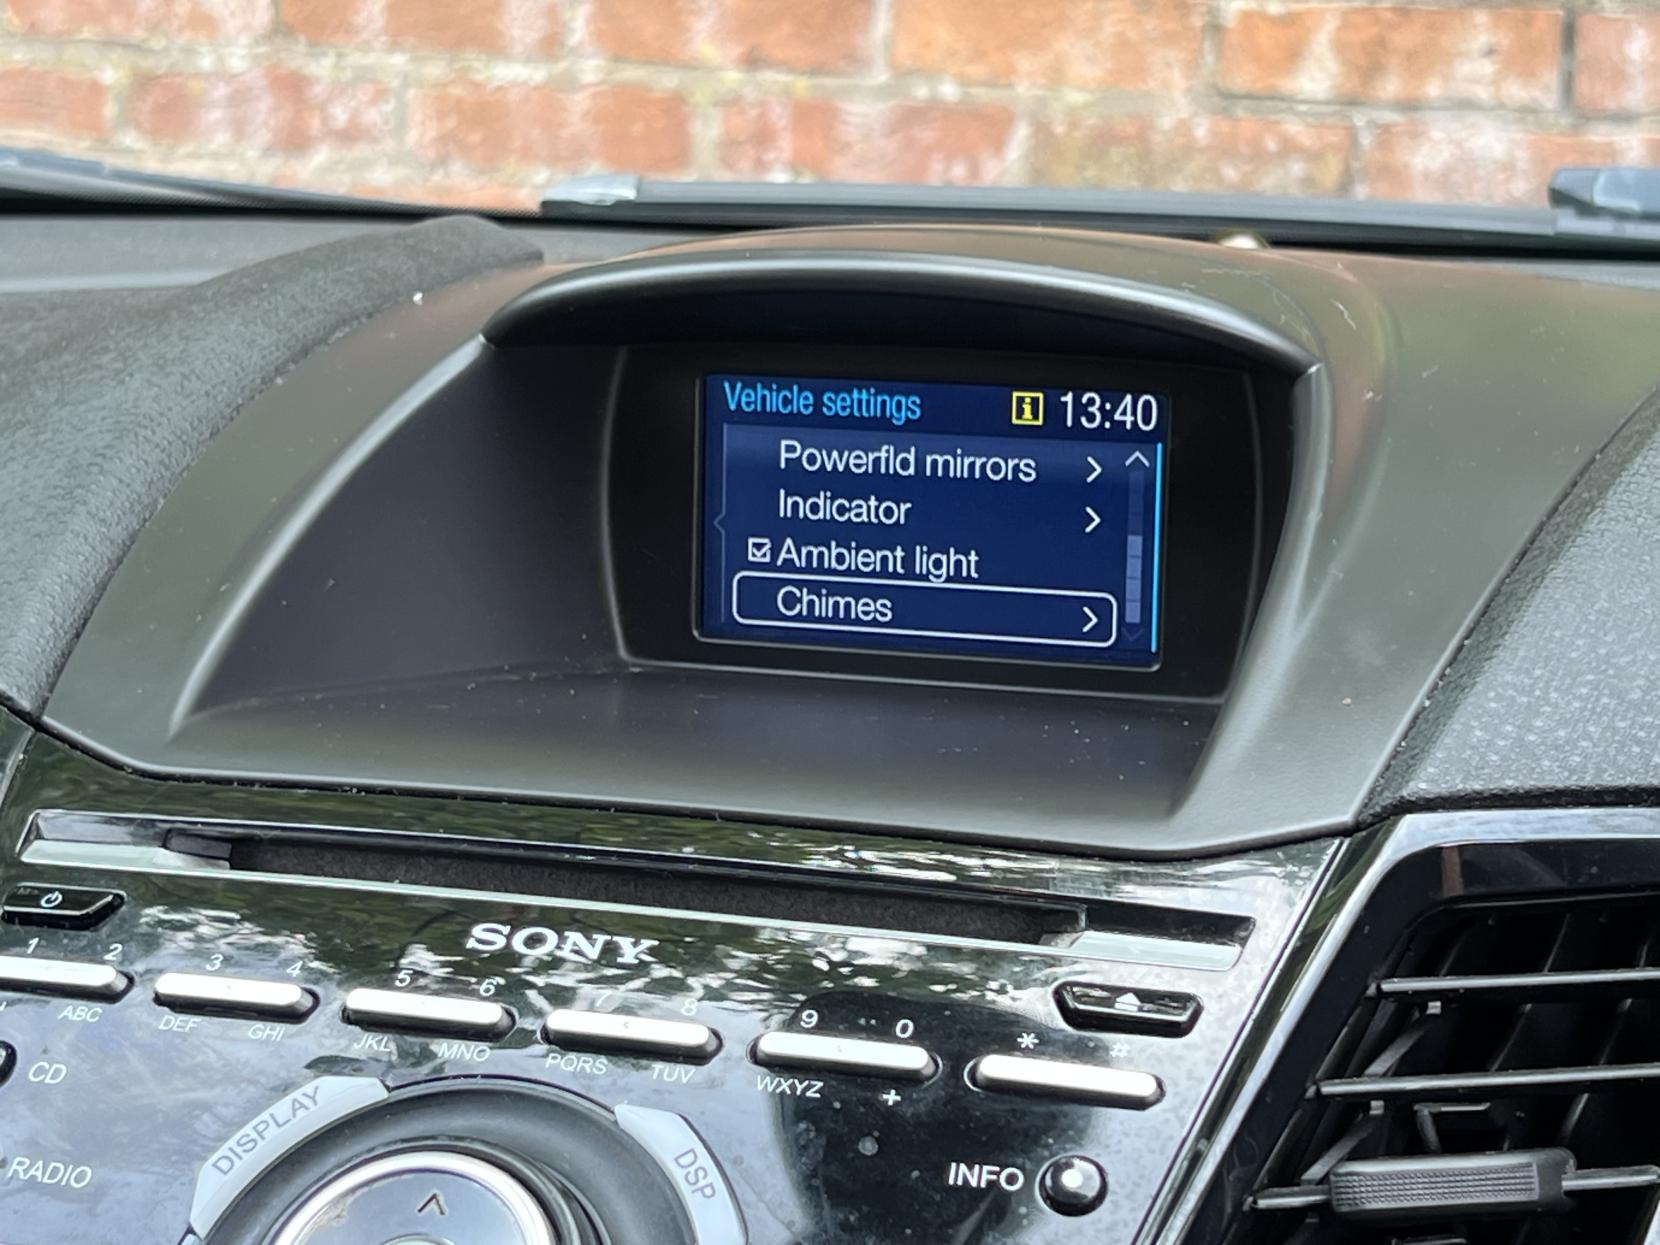 Vehicle settings 13:40
Powerfld mirrors
Indicator
Ambient light
Chimes
SONY
1 2 3 4 5 6 7 8 9 0 * #
ABC DEF GHI JKL MNO PQRS TUV WXYZ +
CD
DISPLAY
DSP
RADIO
INFO